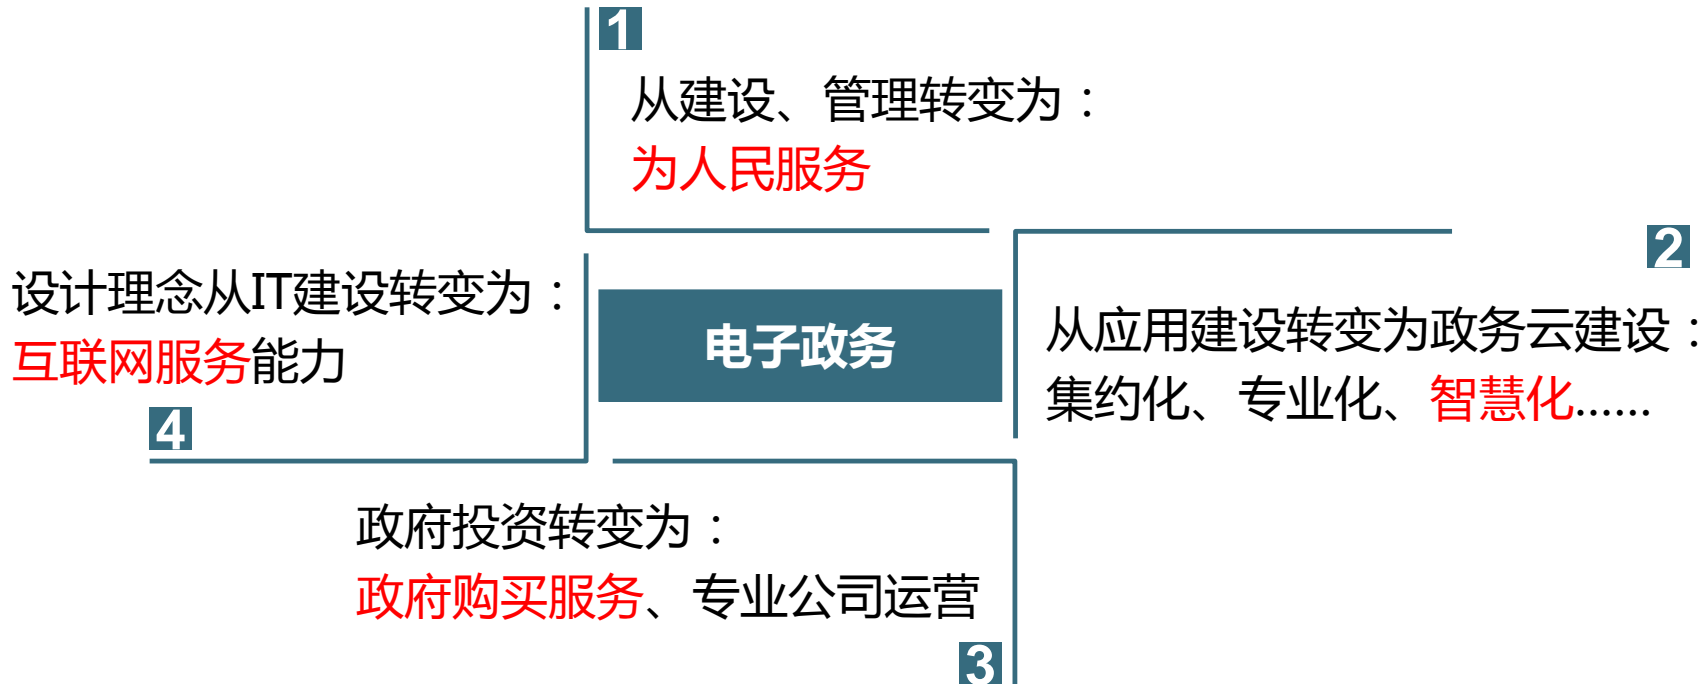 1
从建设、管理转变为：
为人民服务
2
从应用建设转变为政务云建设：
集约化、专业化、智慧化……
电子政务
3
政府投资转变为：
政府购买服务、专业公司运营
4
设计理念从IT建设转变为：
互联网服务能力